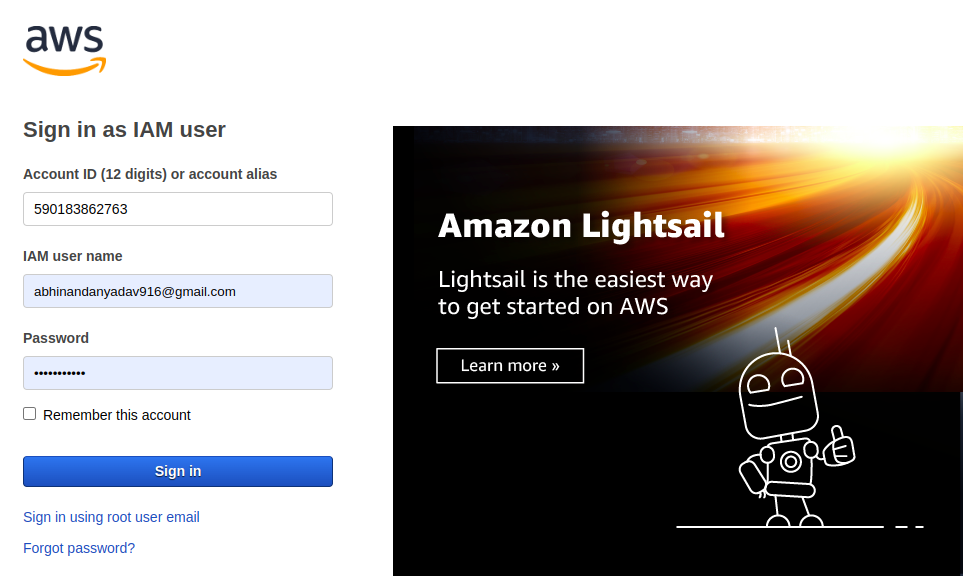 aws
Sign in as IAM user
Account ID (12 digits) or account alias
590183862763
IAM user name
abhinandanyadav916@gmail.com
Password
•••••••••••
Remember this account
Sign in
Sign in using root user email
Forgot password?
Amazon Lightsail
Lightsail is the easiest way
to get started on AWS
Learn more »